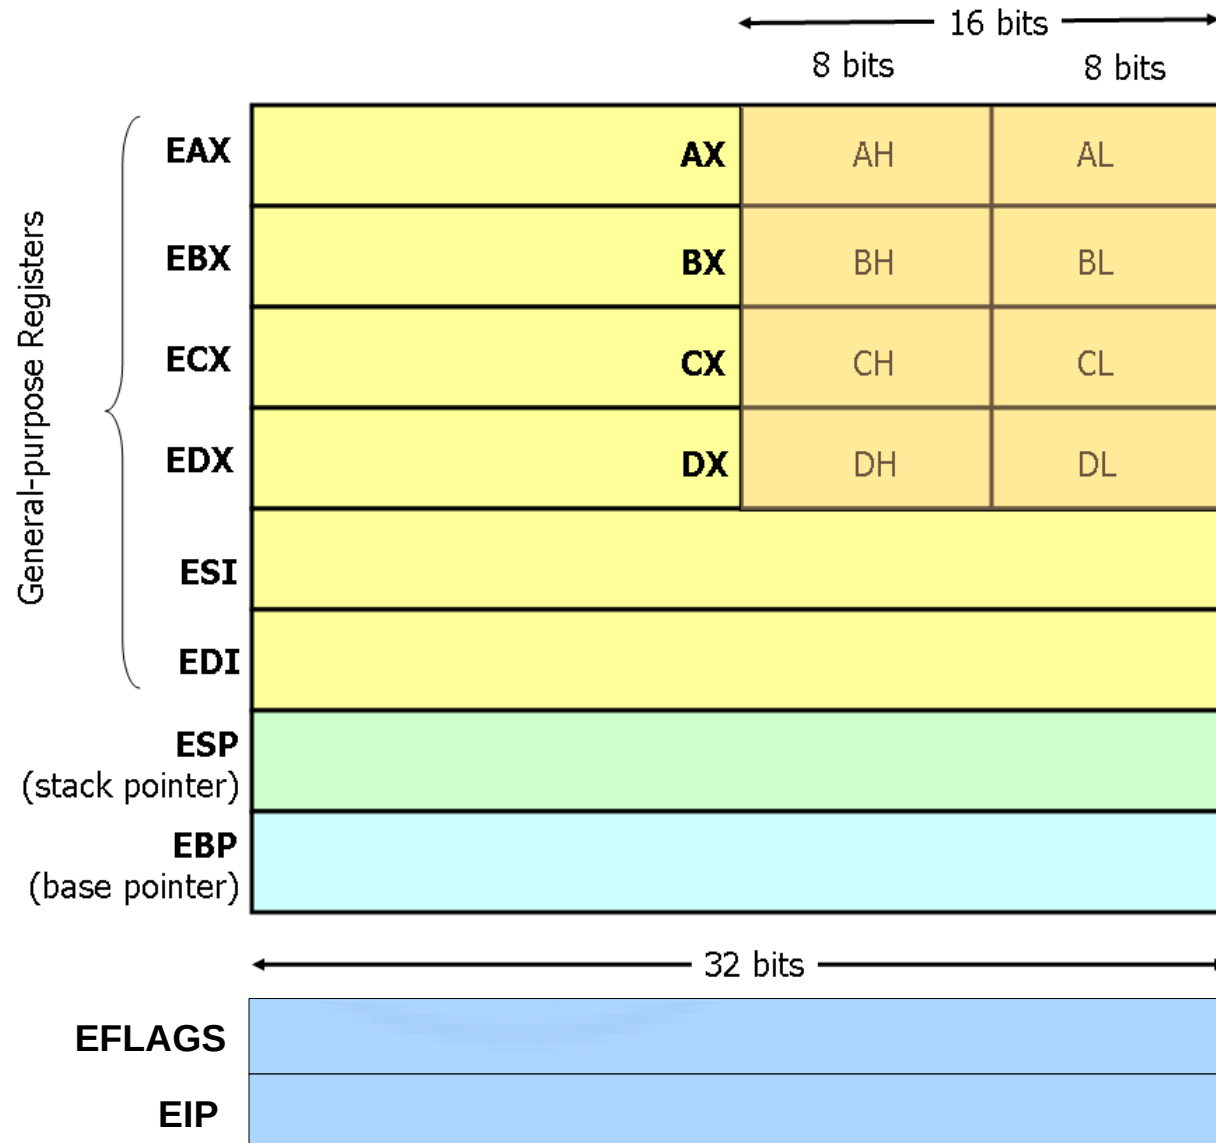 16 bits
8 bits 8 bits
General-purpose Registers
EAX AX AH AL
EBX BX BH BL
ECX CX CH CL
EDX DX DH DL
ESI
EDI
ESP
(stack pointer)
EBP
(base pointer)
32 bits
EFLAGS
EIP